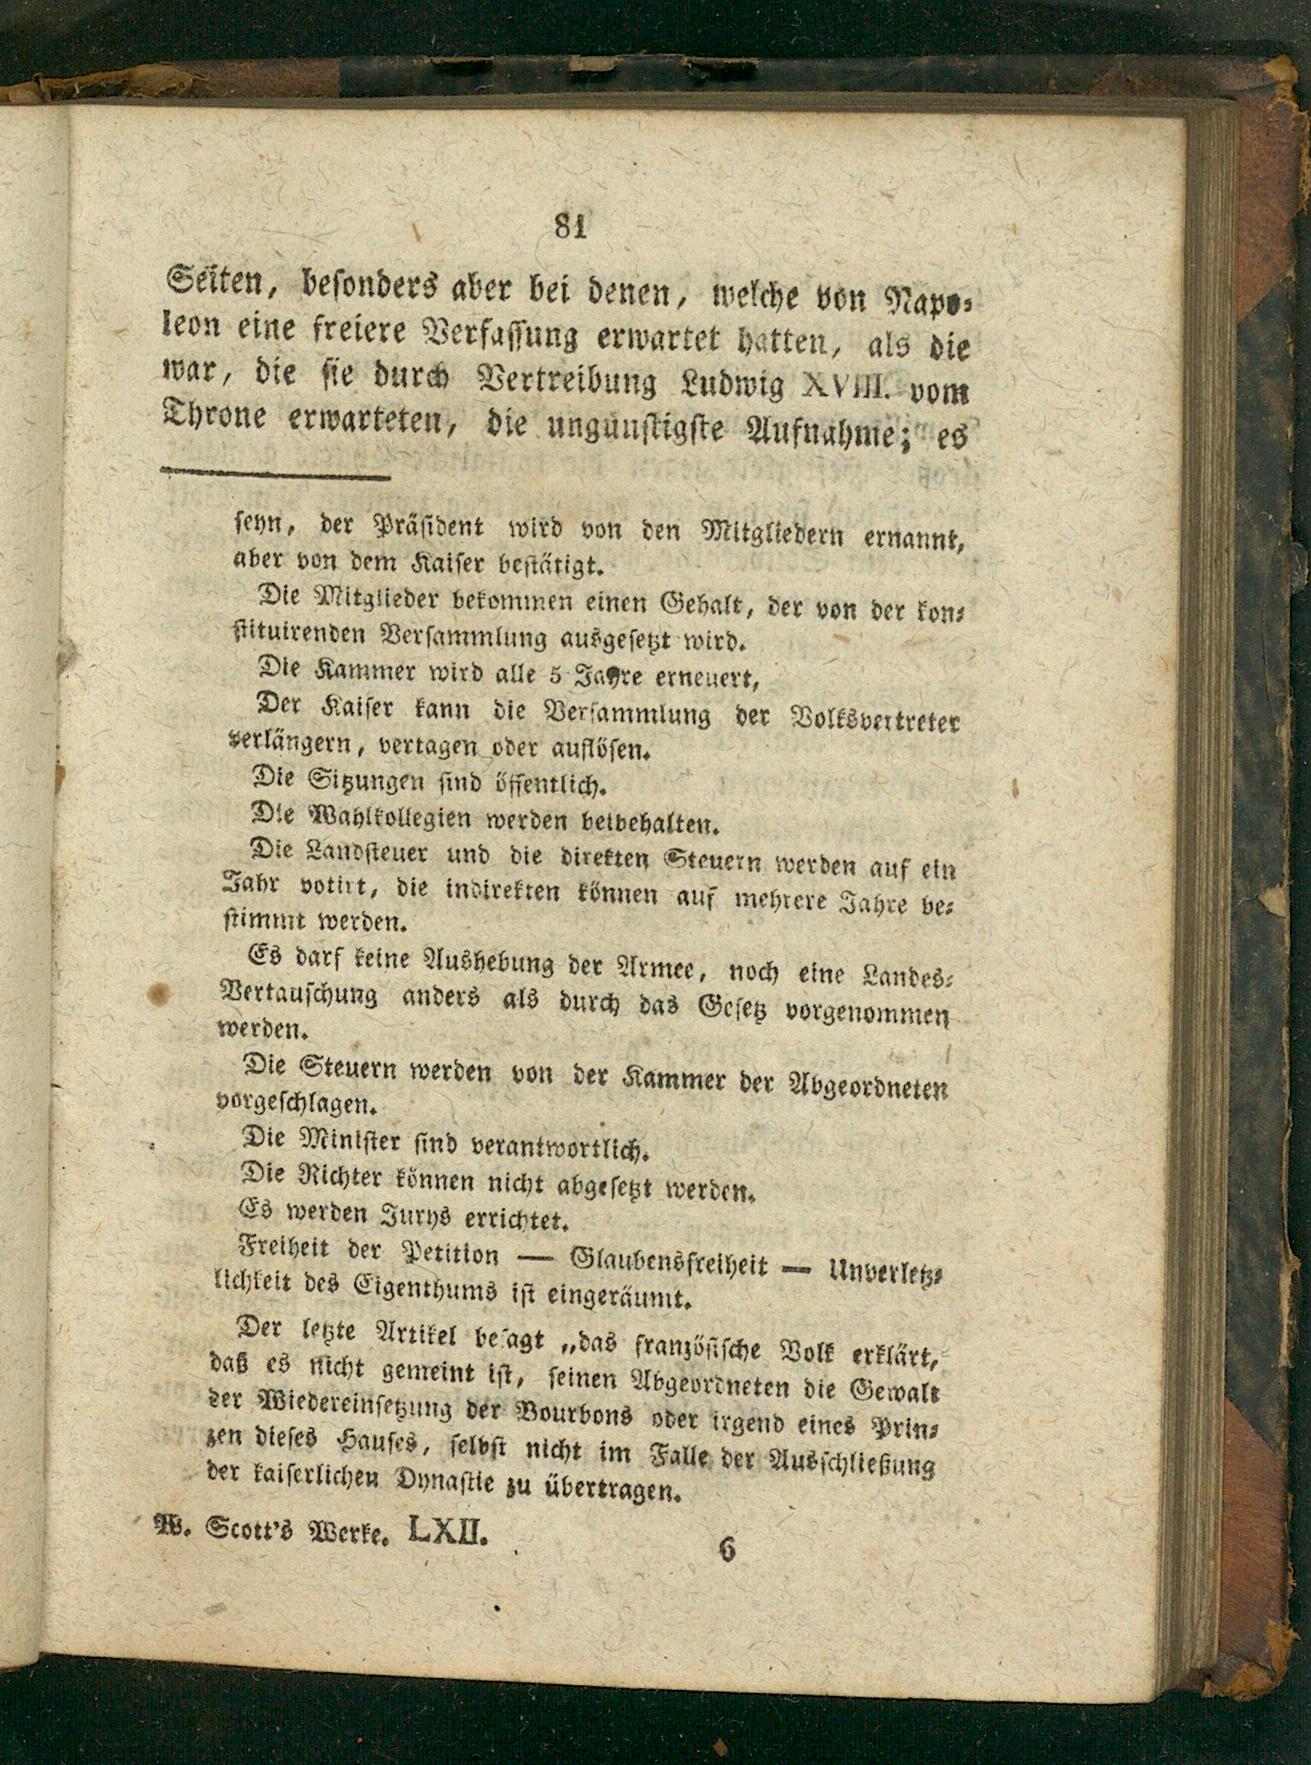 81
Seiten, besonders aber bei denen, welche von Napo-
leon eine freiere Verfassung erwartet hatten, als die
war, die sie durch Vertreibung Ludwig XVIII. vom
Throne erwarteten, die ungünstigste Aufnahme; es
seyn, der Präsident wird von den Mitgliedern ernannt,
aber von dem Kaiser bestätigt.
Die Mitglieder bekommen einen Gehalt, der von der kon-
stituirenden Versammlung ausgesetzt wird.
Die Kammer wird alle 5 Jahre erneuert,
Der Kaiser kann die Versammlung der Volksvertreter
verlängern, vertagen oder auflösen.
Die Sitzungen sind öffentlich.
Die Wahlkollegien werden beibehalten.
Die Landsteuer und die direkten Steuern werden auf ein
Jahr votirt, die indirekten können auf mehrere Jahre be-
stimmt werden.
Es darf keine Aushebung der Armee, noch eine Landes-
Vertauschung anders als durch das Gesetz vorgenommen
werden.
Die Steuern werden von der Kammer der Abgeordneten
vorgeschlagen.
Die Minister sind verantwortlich.
Die Richter können nicht abgesetzt werden.
Es werden Jurys errichtet.
Freiheit der Petition — Glaubensfreiheit — Unverletz-
lichkeit des Eigenthums ist eingeräumt.
Der letzte Artikel besagt „das französische Volk erklärt,
daß es nicht gemeint ist, seinen Abgeordneten die Gewalt
der Wiedereinsetzung der Bourbons oder irgend eines Prin-
zen dieses Hauses, selbst nicht im Falle der Ausschließung
der kaiserlichen Dynastie zu übertragen.
W. Scott's Werke. LXII.
6